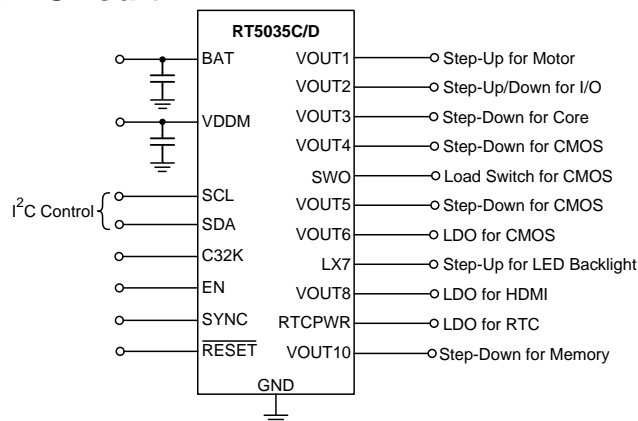 RT5035C/D
BAT
VDDM
I²C Control
SCL
SDA
C32K
EN
SYNC
RESET
VOUT1 Step-Up for Motor
VOUT2 Step-Up/Down for I/O
VOUT3 Step-Down for Core
VOUT4 Step-Down for CMOS
SWO Load Switch for CMOS
VOUT5 Step-Down for CMOS
VOUT6 LDO for CMOS
LX7 Step-Up for LED Backlight
VOUT8 LDO for HDMI
RTCPWR LDO for RTC
VOUT10 Step-Down for Memory
GND